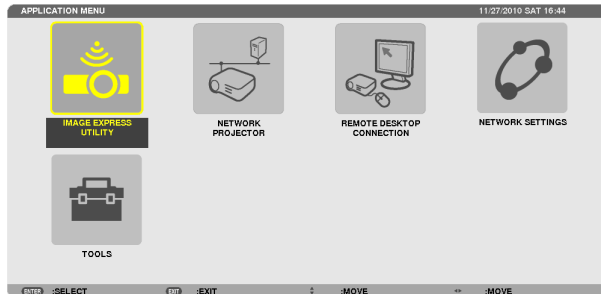 APPLICATION MENU 11/27/2010 SAT 16:44
IMAGE EXPRESS
UTILITY
NETWORK
PROJECTOR
REMOTE DESKTOP
CONNECTION
NETWORK SETTINGS
TOOLS
ENTER :SELECT EXIT :EXIT :MOVE :MOVE